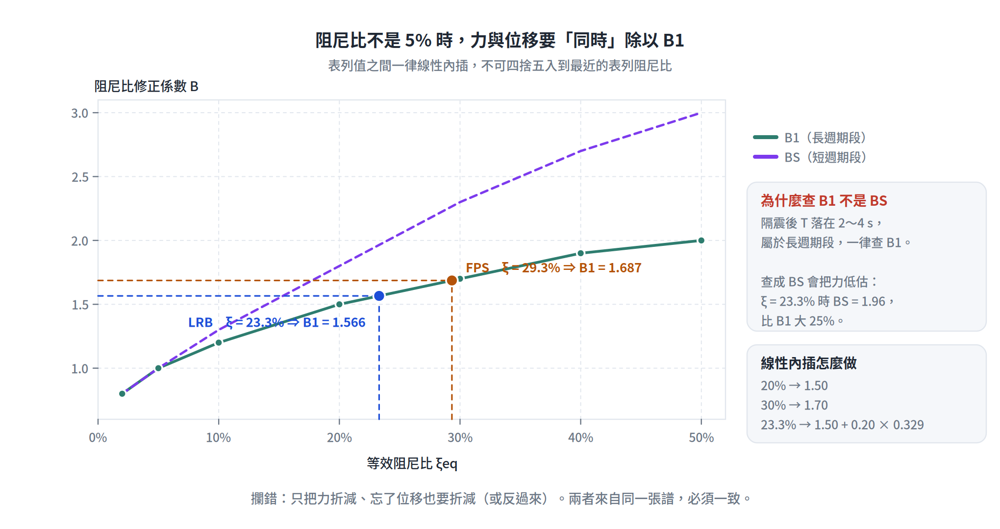 阻尼比不是 5% 時，力與位移要「同時」除以 B1
表列值之間一律線性內插，不可四捨五入到最近的表列阻尼比
阻尼比修正係數 B
3.0
2.5
2.0
1.5
1.0
0%
10%
20%
30%
40%
50%
等效阻尼比 ξeq
FPS ξ = 29.3% ⇒ B1 = 1.687
LRB ξ = 23.3% ⇒ B1 = 1.566
B1（長週期段）
BS（短週期段）
為什麼查 B1 不是 BS
隔震後 T 落在 2～4 s，
屬於長週期段，一律查 B1。
查成 BS 會把力低估：
ξ = 23.3% 時 BS = 1.96，
比 B1 大 25%。
線性內插怎麼做
20% → 1.50
30% → 1.70
23.3% → 1.50 + 0.20 × 0.329
攔錯：只把力折減、忘了位移也要折減（或反過來）。兩者來自同一張譜，必須一致。